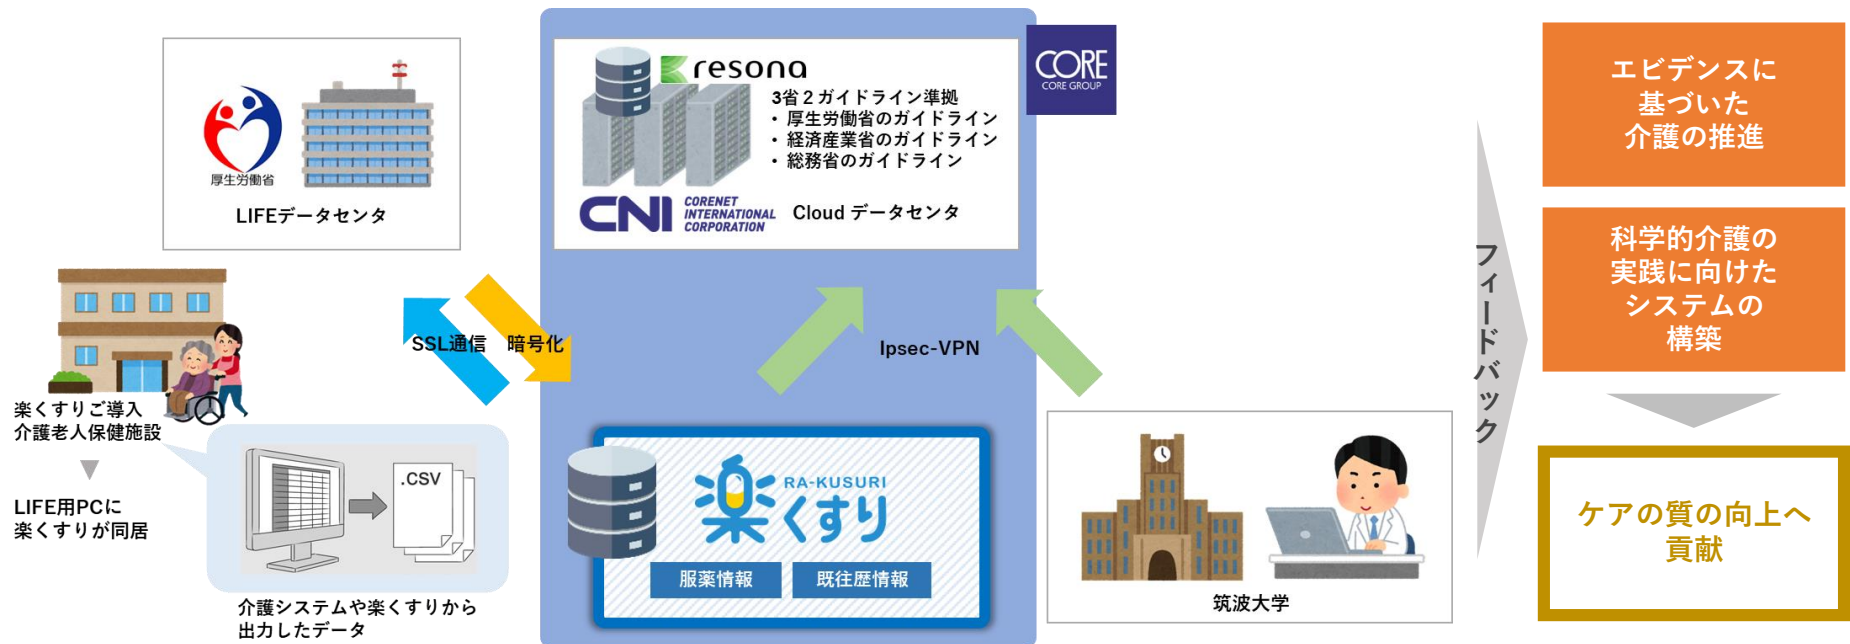 厚生労働省
LIFEデータセンタ
resona
3省２ガイドライン準拠
・ 厚生労働省のガイドライン
・ 経済産業省のガイドライン
・ 総務省のガイドライン
CNI
CORENET
INTERNATIONAL
CORPORATION
Cloud データセンタ
CORE
CORE GROUP
SSL通信
暗号化
Ipsec-VPN
楽くすりご導入
介護老人保健施設
LIFE用PCに
楽くすりが同居
.CSV
介護システムや楽くすりから
出力したデータ
RA-KUSURI
楽くすり
服薬情報
既往歴情報
筑波大学
フィードバック
エビデンスに
基づいた
介護の推進
科学的介護の
実践に向けた
システムの
構築
ケアの質の向上へ
貢献